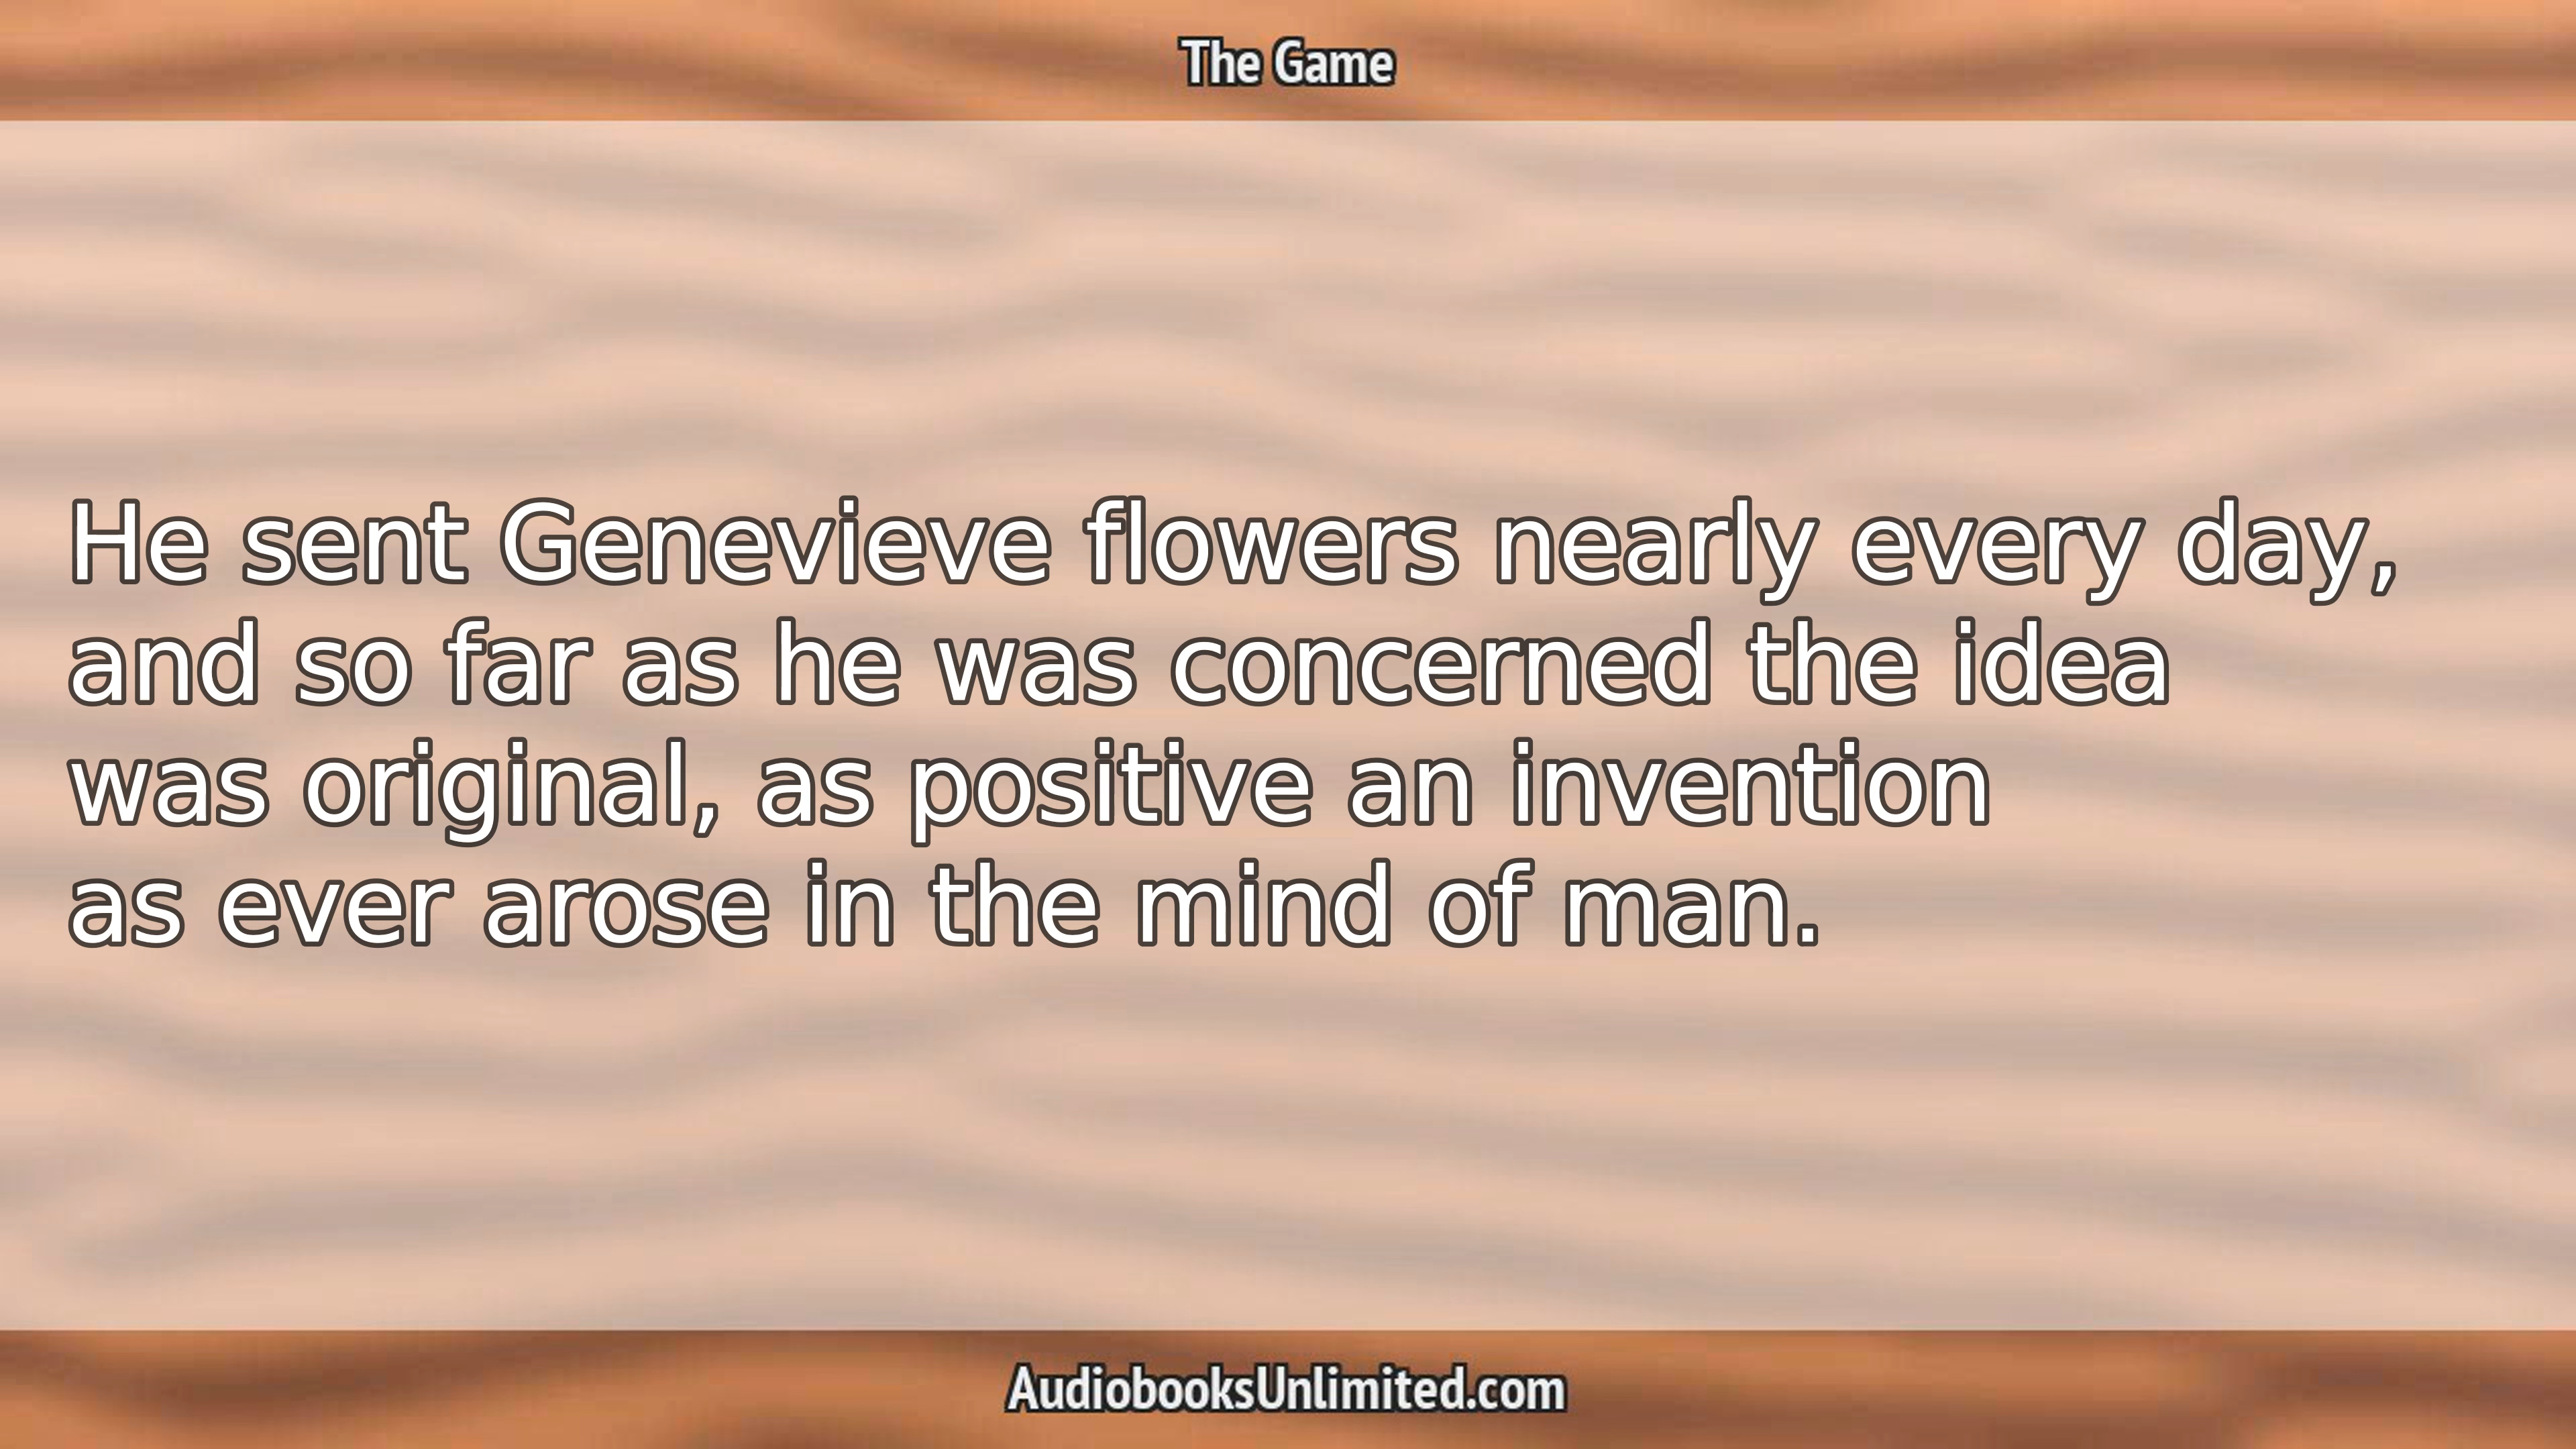 The Game
He sent Genevieve flowers nearly every day,
and so far as he was concerned the idea
was original, as positive an invention
as ever arose in the mind of man.
AudiobooksUnlimited.com